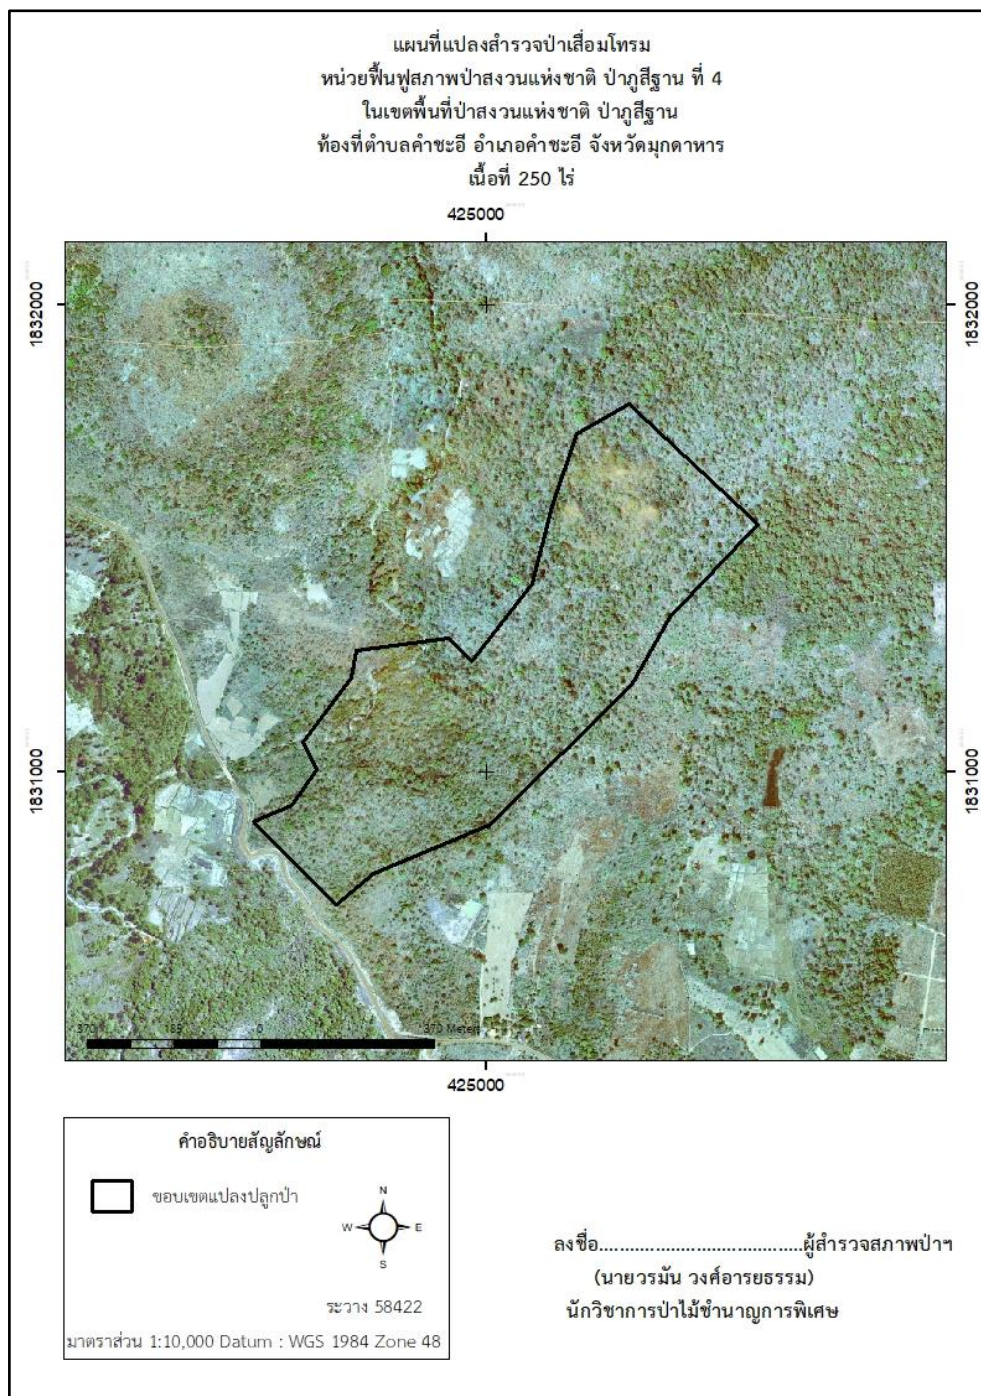 แผนที่แปลงสำรวจป่าเสื่อมโทรม
หน่วยฟื้นฟูสภาพป่าสงวนแห่งชาติ ป่าภูสีฐาน ที่ 4
ในเขตพื้นที่ป่าสงวนแห่งชาติ ป่าภูสีฐาน
ท้องที่ตำบลคำชะอี อำเภอคำชะอี จังหวัดมุกดาหาร
เนื้อที่ 250 ไร่
425000
1832000
1832000
1831000
1831000
370 185 0 370 Meters
425000
คำอธิบายสัญลักษณ์
ขอบเขตแปลงปลูกป่า
N
W E
S
ระวาง 58422
มาตราส่วน 1:10,000 Datum : WGS 1984 Zone 48
ลงชื่อ........................................ผู้สำรวจสภาพป่าฯ
(นายวรมัน วงศ์อารยธรรม)
นักวิชาการป่าไม้ชำนาญการพิเศษ